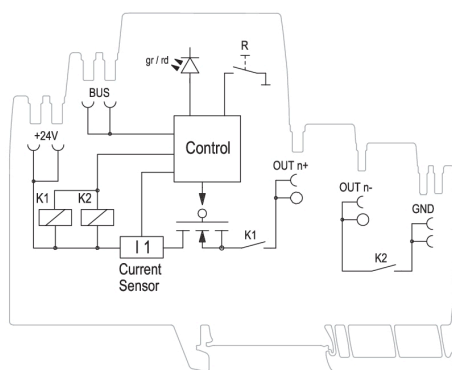 gr / rd
R
BUS
+24V
Control
OUT n+
OUT n-
K1
K2
GND
I 1
K1
K2
Current
Sensor